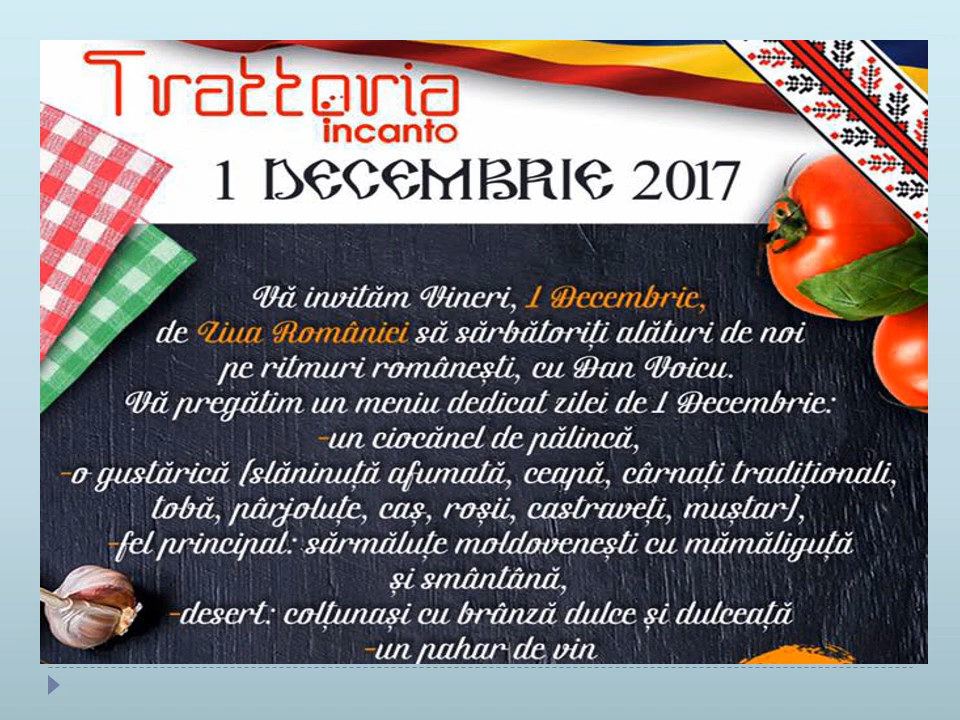 Trattoria
incanto
1 DECEMBRIE 2017
Vă invităm Vineri, 1 Decembrie,
de Ziua României să sărbătoriți alături de noi
pe ritmuri românești, cu Dan Voicu.
Vă pregătim un meniu dedicat zilei de 1 Decembrie:
-un ciocănel de pălincă,
-o gustărică (slăninuță afumată, ceapă, cârnați tradiționali,
tobă, pârjoluțe, caș, roșii, castraveți, muștar),
-fel principal: sărmăluțe moldovenești cu mămăliguță
și smântână,
-desert: colțunași cu brânză dulce și dulceață
-un pahar de vin